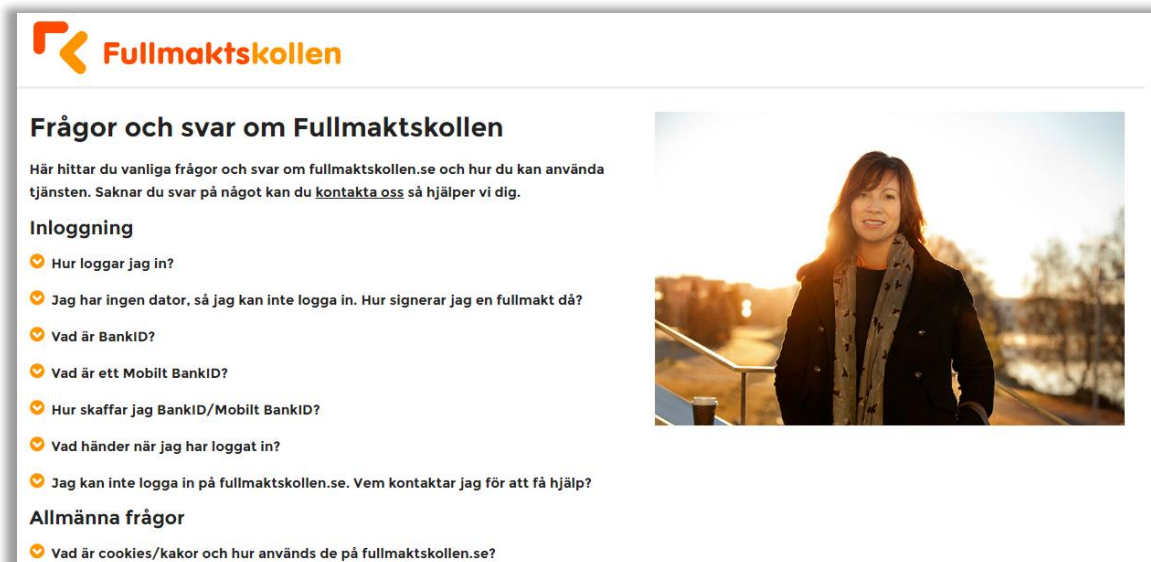 Fullmaktskollen
Frågor och svar om Fullmaktskollen
Här hittar du vanliga frågor och svar om fullmaktskollen.se och hur du kan använda
tjänsten. Saknar du svar på något kan du kontakta oss så hjälper vi dig.
Inloggning
Hur loggar jag in?
Jag har ingen dator, så jag kan inte logga in. Hur signerar jag en fullmakt då?
Vad är BankID?
Vad är ett Mobilt BankID?
Hur skaffar jag BankID/Mobilt BankID?
Vad händer när jag har loggat in?
Jag kan inte logga in på fullmaktskollen.se. Vem kontaktar jag för att få hjälp?
Allmänna frågor
Vad är cookies/kakor och hur används de på fullmaktskollen.se?